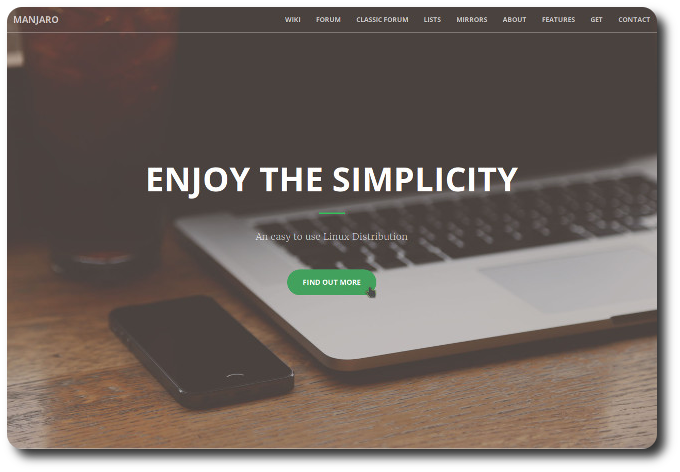 MANJARO WIKI FORUM CLASSIC FORUM LISTS MIRRORS ABOUT FEATURES GET CONTACT
ENJOY THE SIMPLICITY
An easy to use Linux Distribution
FIND OUT MORE